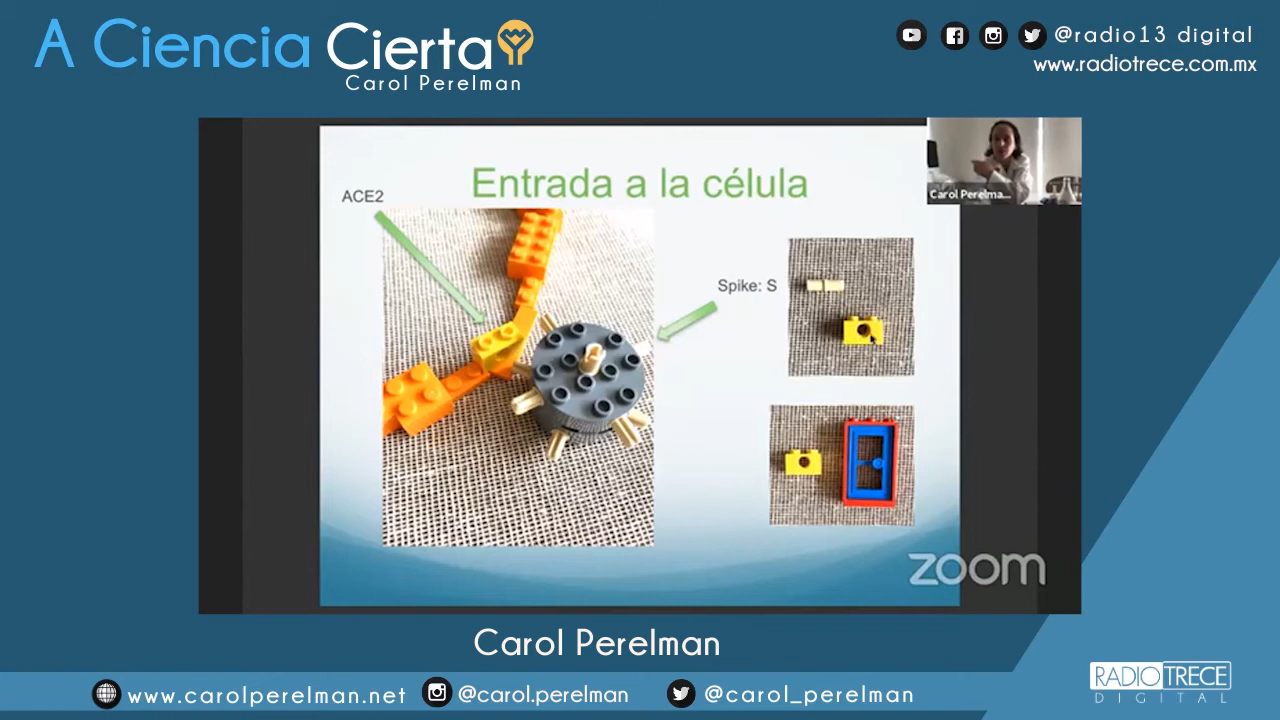 A Ciencia Cierta
Carol Perelman
@radio13 digital
www.radiotrece.com.mx
Carol Perelma...
Entrada a la célula
ACE2
Spike: S
zoom
Carol Perelman
www.carolperelman.net
@carol.perelman
@carol_perelman
RADIO TRECE
DIGITAL